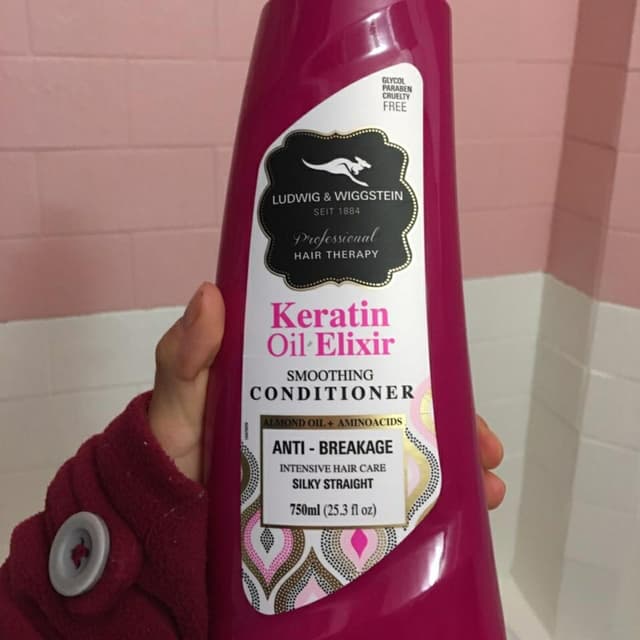 GLYCOL
PARABEN
CRUELTY
FREE
LUDWIG & WIGGSTEIN
SEIT 1884
Professional
HAIR THERAPY
Keratin
Oil Elixir
SMOOTHING
CONDITIONER
ALMOND OIL + AMINOACIDS
ANTI - BREAKAGE
INTENSIVE HAIR CARE
SILKY STRAIGHT
750ml (25.3 fl oz)